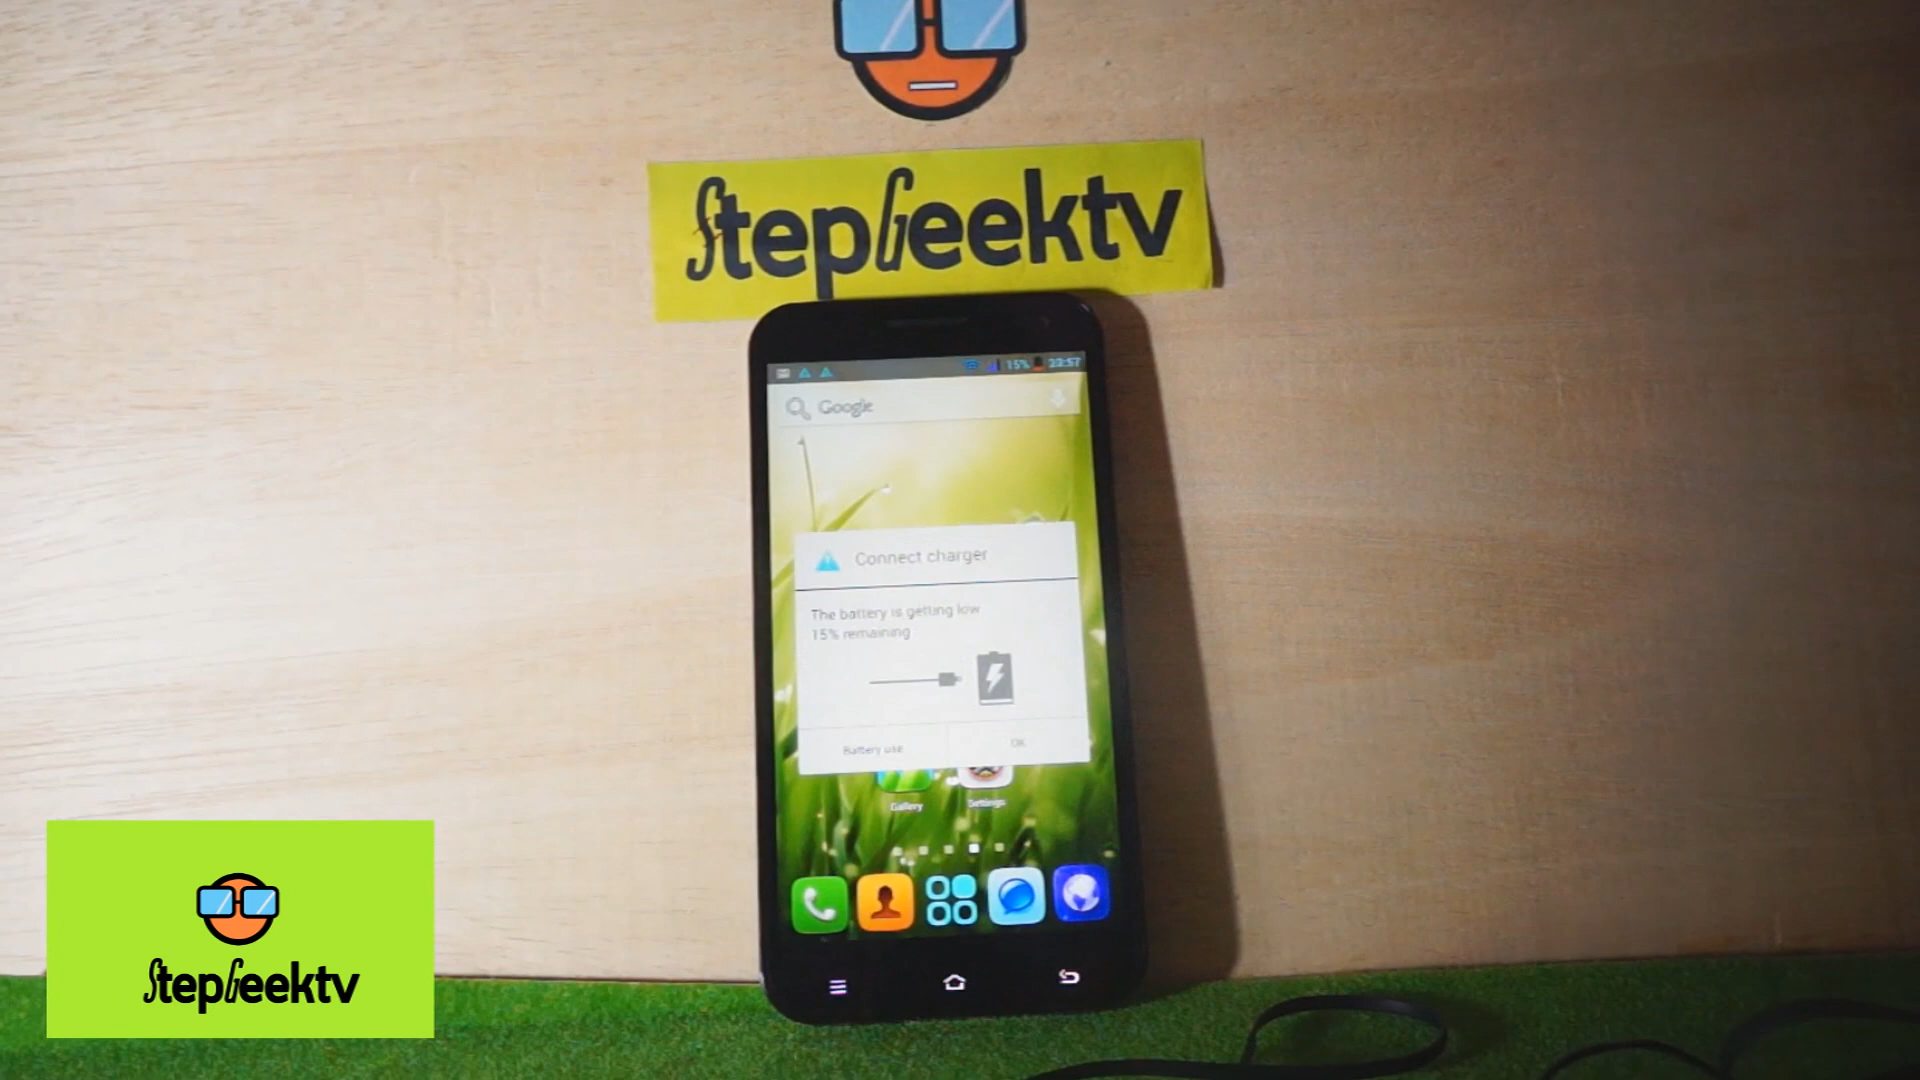 StepGeektv
15% 23:57
Google
Connect charger
The battery is getting low
15% remaining
Battery use
OK
Gallery
Settings
StepGeektv